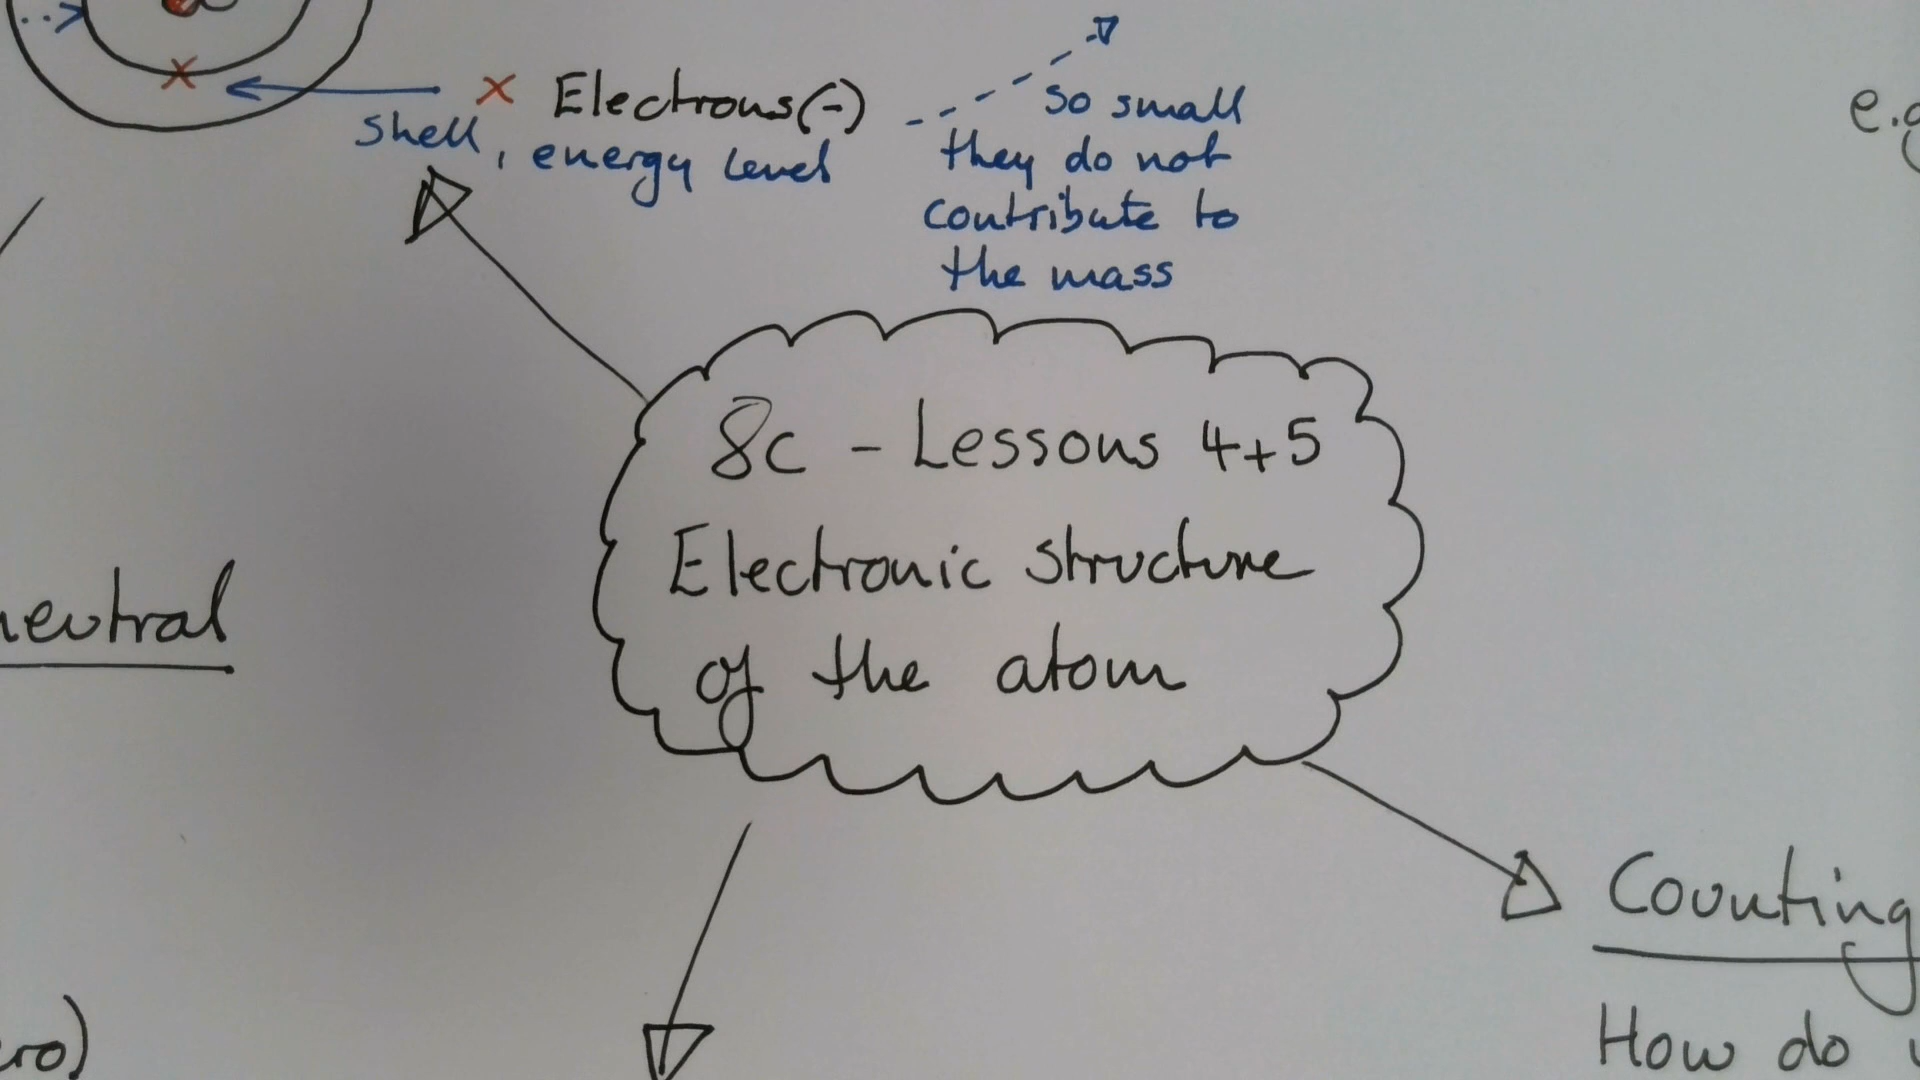 × Electrons(-)
shell, energy level
so small
they do not
contribute to
the mass
8c - Lessons 4+5
Electronic structure
of the atom
neutral
Counting
How do